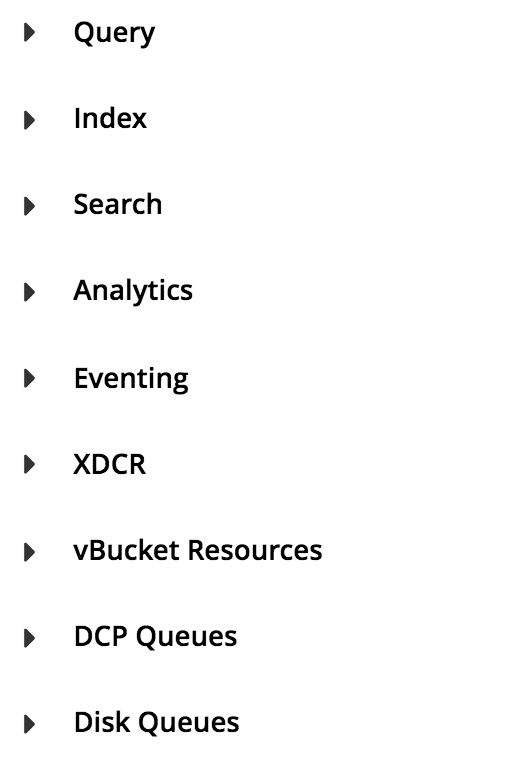 Query
Index
Search
Analytics
Eventing
XDCR
vBucket Resources
DCP Queues
Disk Queues